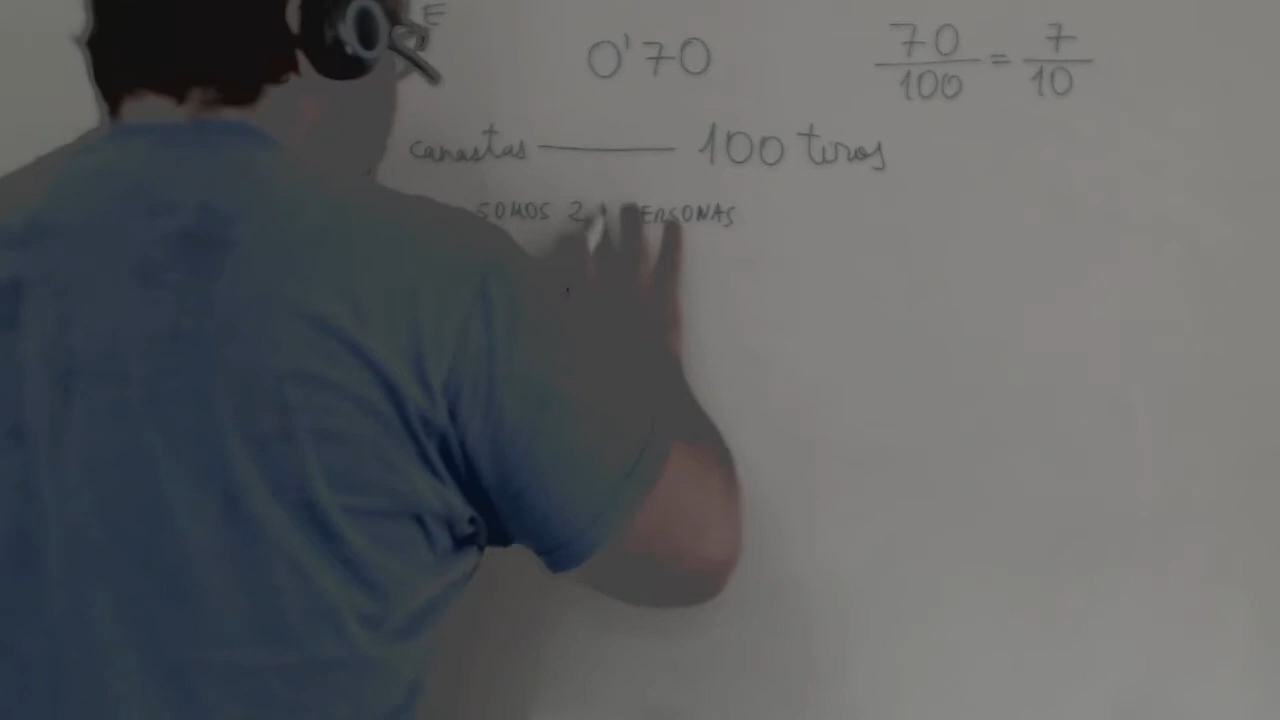 E
0'70
70/100 = 7/10
canastas — 100 tiros
SOMOS 2 PERSONAS